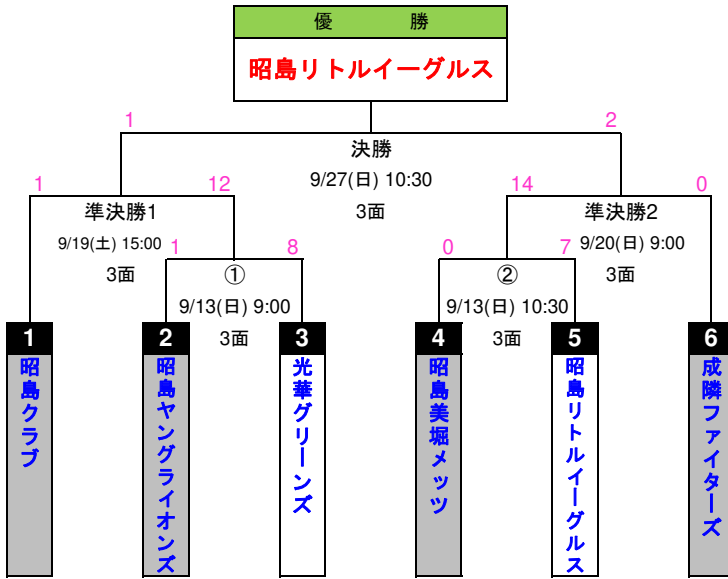 優 勝
昭島リトルイーグルス
1 2
決勝
9/27(日) 10:30
3面
1 12 14 0
準決勝1 準決勝2
9/19(土) 15:00 9/20(日) 9:00
3面 3面
1 8 0 7
① ②
9/13(日) 9:00 9/13(日) 10:30
3面 3面
1 2 3 4 5 6
昭島クラブ
昭島ヤングライオンズ
光華グリーンズ
昭島美堀メッツ
昭島リトルイーグルス
成隣ファイターズ